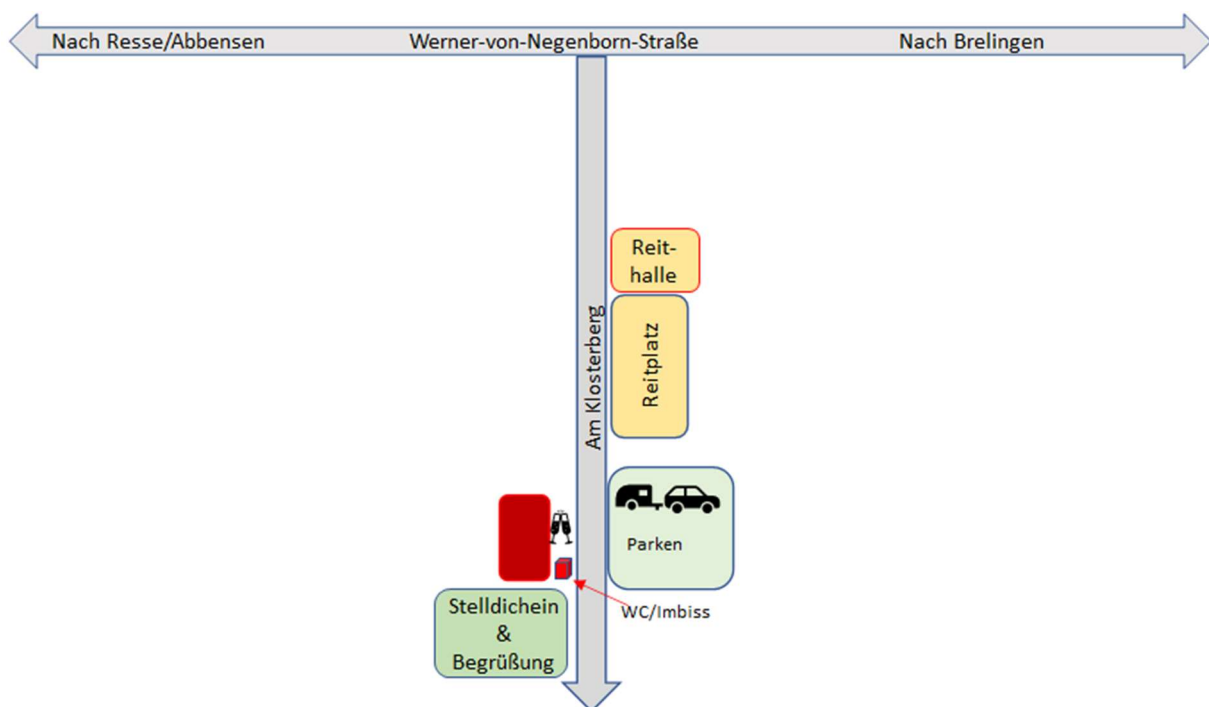 Nach Resse/Abbensen
Werner-von-Negenborn-Straße
Nach Brelingen
Reit-
halle
Am Klosterberg
Reitplatz
Parken
Stelldichein
&
Begrüßung
WC/Imbiss